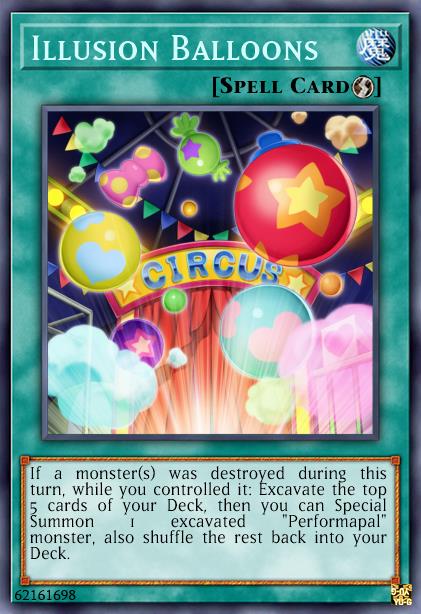 Illusion Balloons
[Spell Card]
CIRCUS
If a monster(s) was destroyed during this
turn, while you controlled it: Excavate the top
5 cards of your Deck, then you can Special
Summon 1 excavated "Performapal"
monster, also shuffle the rest back into your
Deck.
62161698